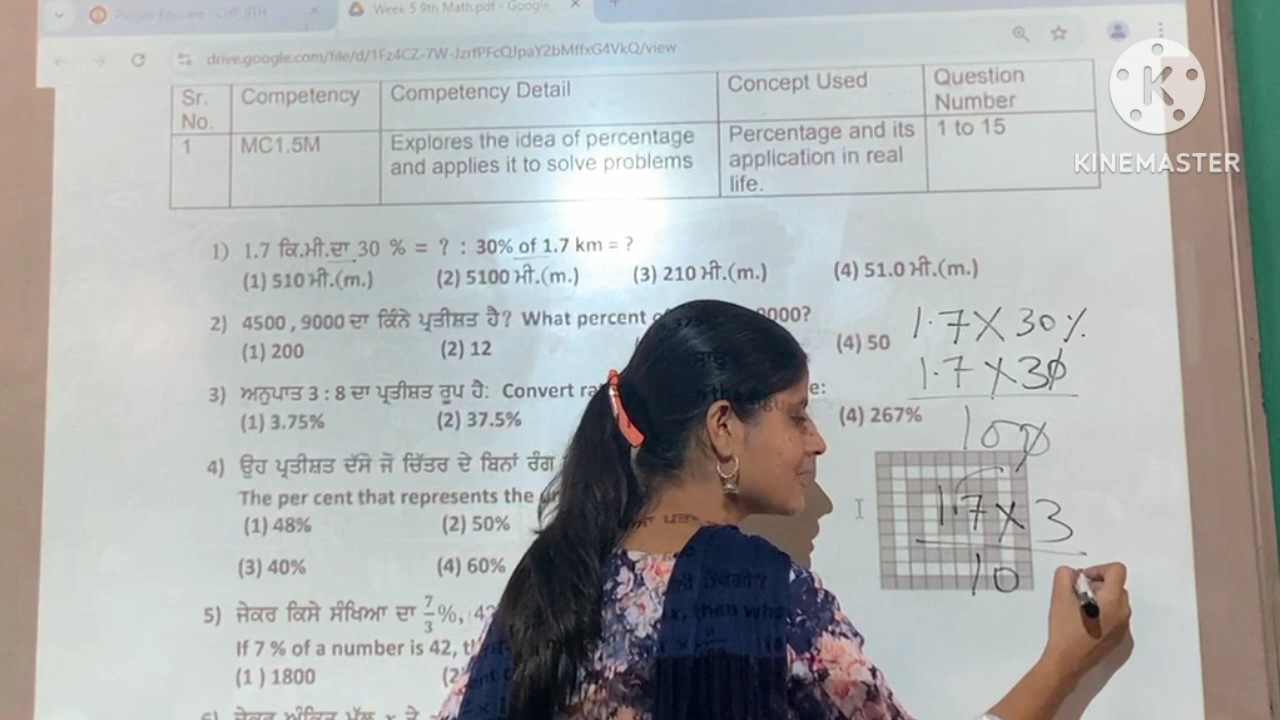 Week 5 9th Math.pdf - Google
drive.google.com/file/d/1Fz4CZ-7W-JzrfPFcQJpaY2bMffxG4VkQ/view
KINEMASTER
Sr. No. Competency Competency Detail Concept Used Question Number
1 MC1.5M Explores the idea of percentage and applies it to solve problems Percentage and its application in real life. 1 to 15
1) 1.7 ਕਿ.ਮੀ.ਦਾ 30 % = ? : 30% of 1.7 km = ?
(1) 510 ਮੀ.(m.) (2) 5100 ਮੀ.(m.) (3) 210 ਮੀ.(m.) (4) 51.0 ਮੀ.(m.)
2) 4500 , 9000 ਦਾ ਕਿੰਨੇ ਪ੍ਰਤੀਸ਼ਤ ਹੈ? What percent
(1) 200 (2) 12 (4) 50
3) ਅਨੁਪਾਤ 3 : 8 ਦਾ ਪ੍ਰਤੀਸ਼ਤ ਰੂਪ ਹੈ: Convert
(1) 3.75% (2) 37.5% (4) 267%
4) ਉਹ ਪ੍ਰਤੀਸ਼ਤ ਦੱਸੋ ਜੋ ਚਿੱਤਰ ਦੇ ਬਿਨਾਂ ਰੰਗ
The per cent that represents the
(1) 48% (2) 50%
(3) 40% (4) 60%
5) ਜੇਕਰ ਕਿਸੇ ਸੰਖਿਆ ਦਾ 7/3%, 42
If 7 % of a number is 42,
(1 ) 1800
1.7 X 30%
1.7 X 30
100
1.7 X 3
10